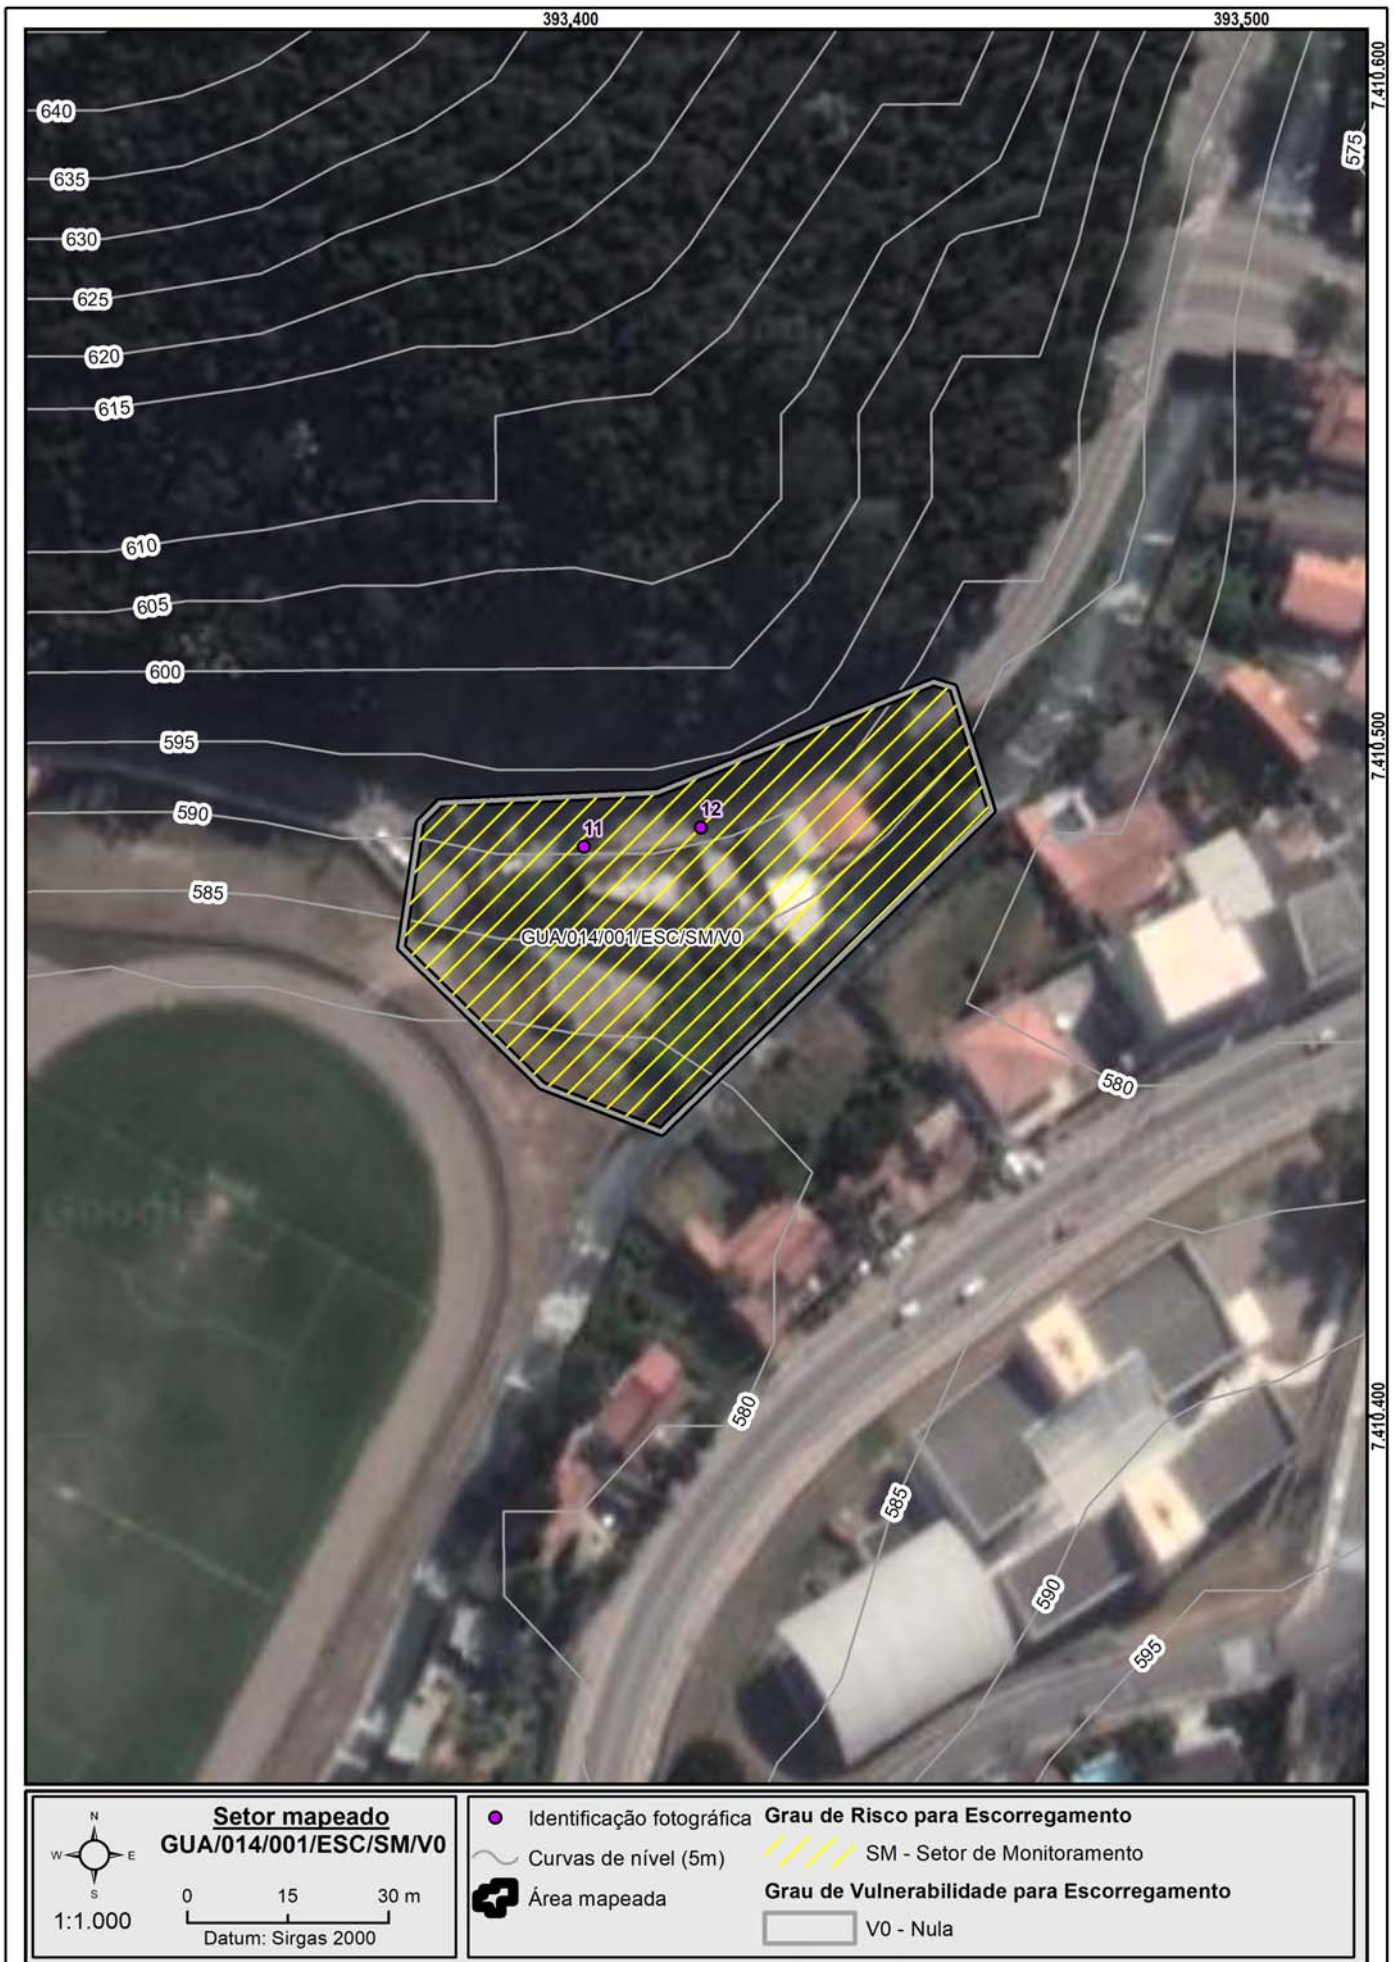 393,400
393,500
7.410.600
640
575
635
630
625
620
615
610
605
600
595
7.410.500
590
12
11
585
GUA/014/001/ESC/SM/V0
580
Google
580
7.410.400
585
590
595
Setor mapeado
GUA/014/001/ESC/SM/V0
N
W
E
S
0 15 30 m
1:1.000
Datum: Sirgas 2000
Identificação fotográfica
Curvas de nível (5m)
Área mapeada
Grau de Risco para Escorregamento
SM - Setor de Monitoramento
Grau de Vulnerabilidade para Escorregamento
V0 - Nula